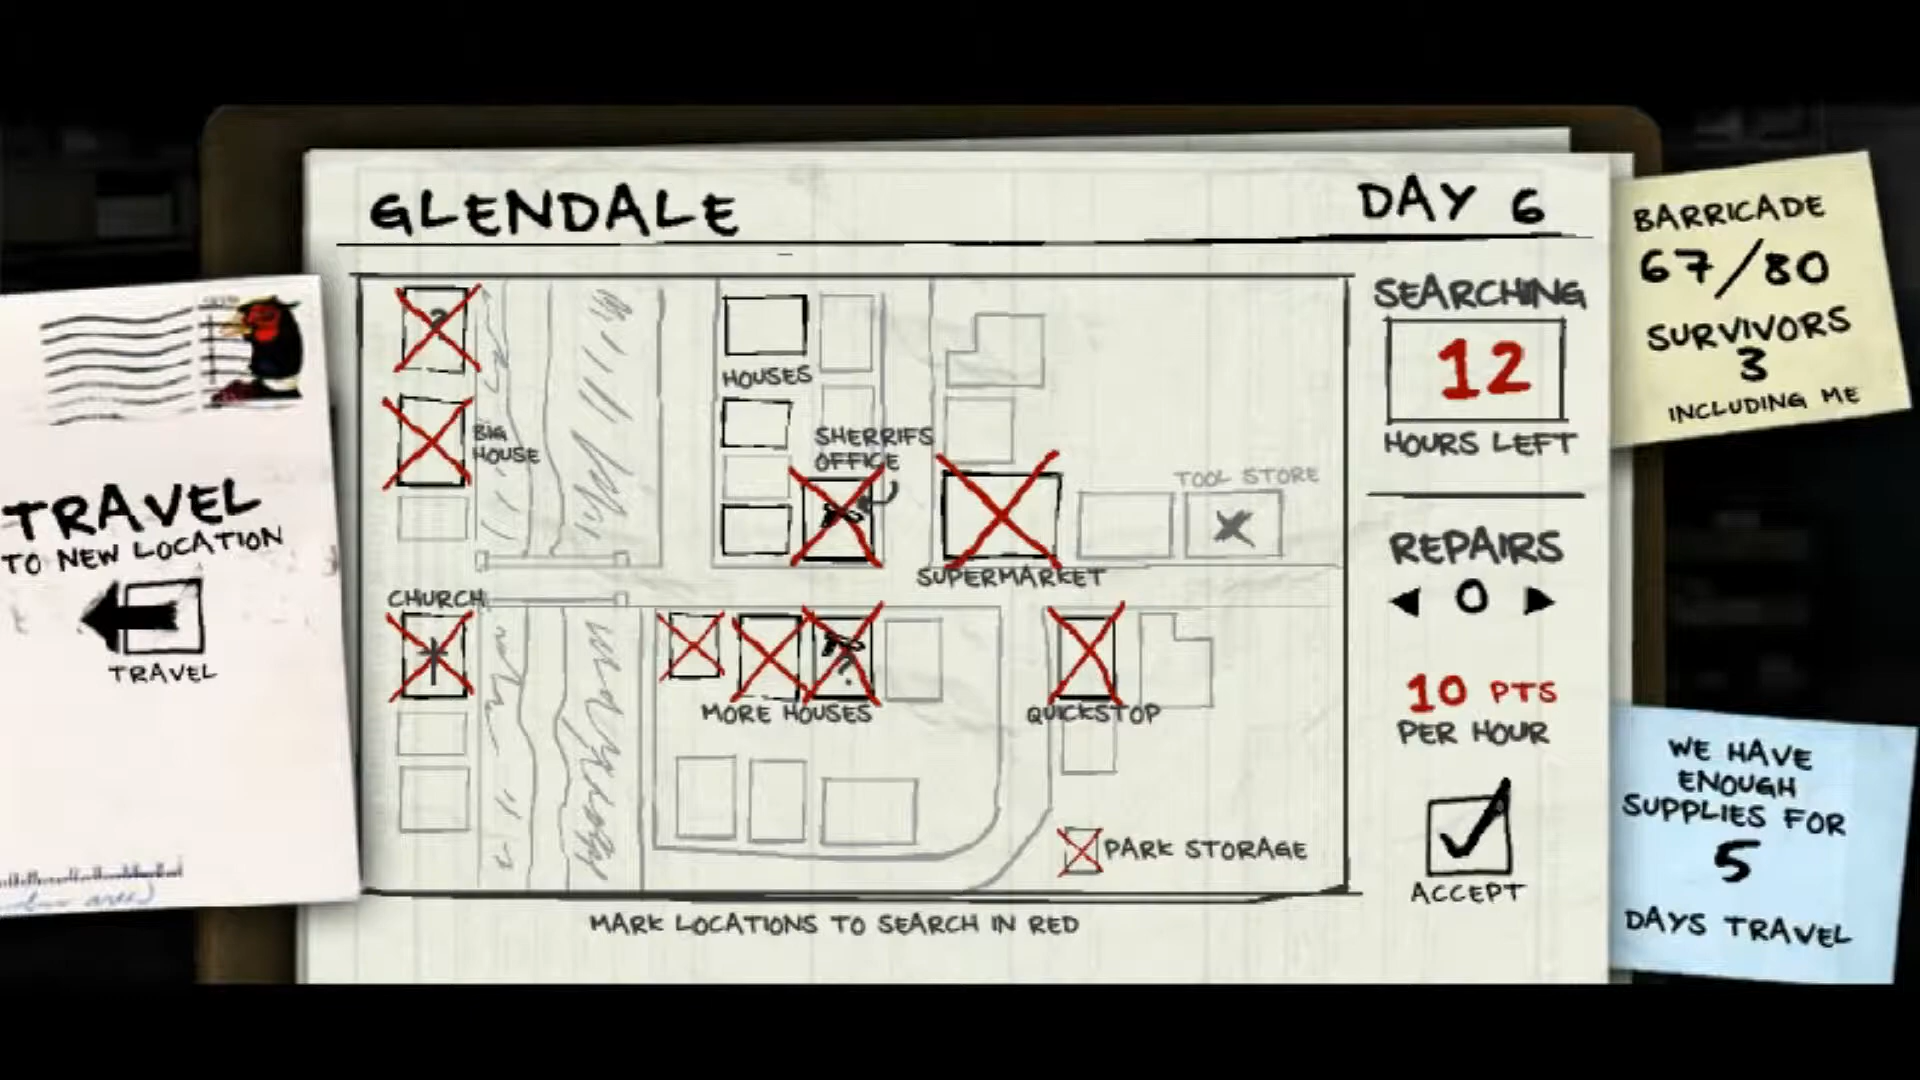 GLENDALE
DAY 6
BARRICADE
67/80
SURVIVORS
3
INCLUDING ME
SEARCHING
12
HOURS LEFT
BIG
HOUSE
HOUSES
SHERRIFS
OFFICE
TOOL STORE
SUPERMARKET
TRAVEL
TO NEW LOCATION
TRAVEL
CHURCH
?
?
MORE HOUSES
QUICKSTOP
PARK STORAGE
REPAIRS
0
10 PTS
PER HOUR
ACCEPT
WE HAVE
ENOUGH
SUPPLIES FOR
5
DAYS TRAVEL
MARK LOCATIONS TO SEARCH IN RED